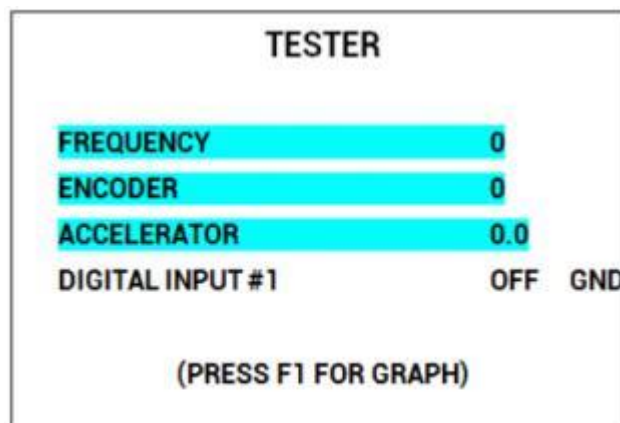 TESTER
FREQUENCY 0
ENCODER 0
ACCELERATOR 0.0
DIGITAL INPUT #1 OFF GND
(PRESS F1 FOR GRAPH)